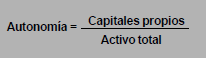 Autonomía = Capitales propios
Activo total